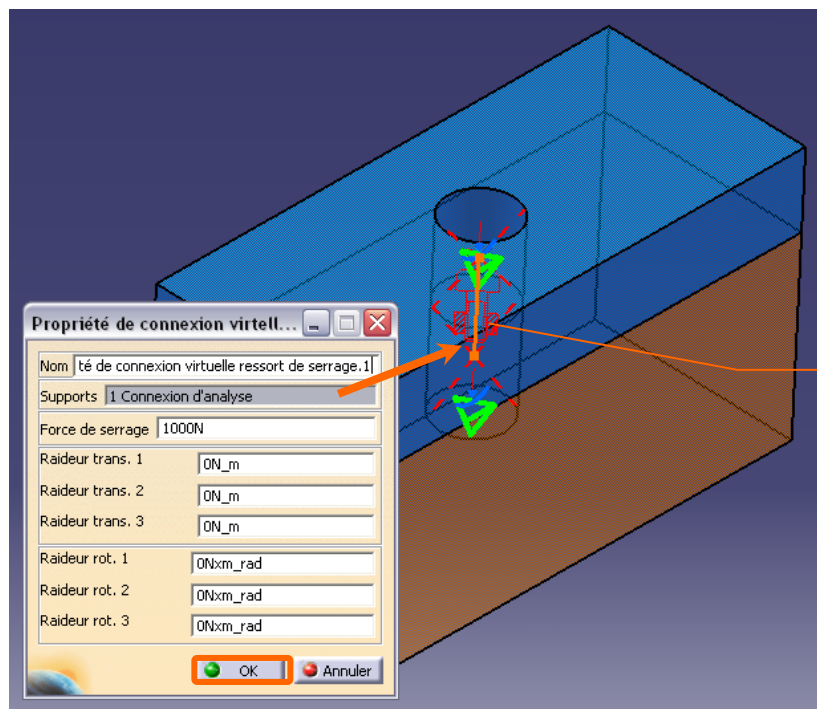 Propriété de connexion virtell...
Nom té de connexion virtuelle ressort de serrage.1
Supports 1 Connexion d'analyse
Force de serrage 1000N
Raideur trans. 1 0N_m
Raideur trans. 2 0N_m
Raideur trans. 3 0N_m
Raideur rot. 1 0Nxm_rad
Raideur rot. 2 0Nxm_rad
Raideur rot. 3 0Nxm_rad
OK Annuler